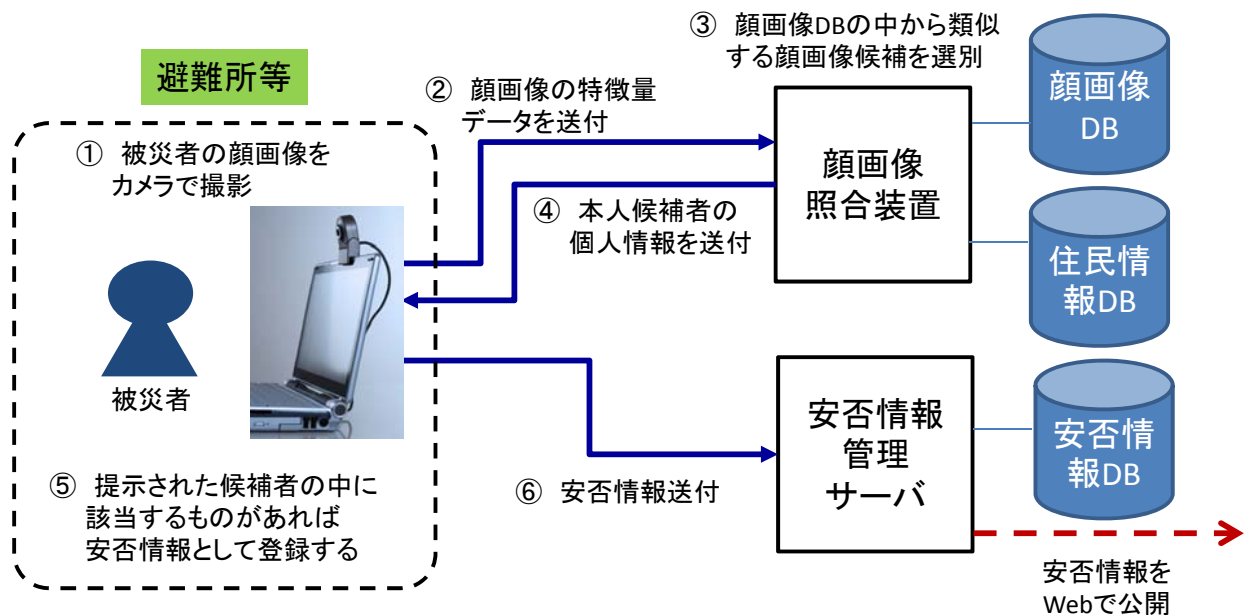 避難所等
① 被災者の顔画像を
カメラで撮影
被災者
⑤ 提示された候補者の中に
該当するものがあれば
安否情報として登録する
② 顔画像の特徴量
データを送付
④ 本人候補者の
個人情報を送付
③ 顔画像DBの中から類似
する顔画像候補を選別
顔画像
照合装置
顔画像
DB
住民情
報DB
⑥ 安否情報送付
安否情報
管理
サーバ
安否情
報DB
安否情報を
Webで公開